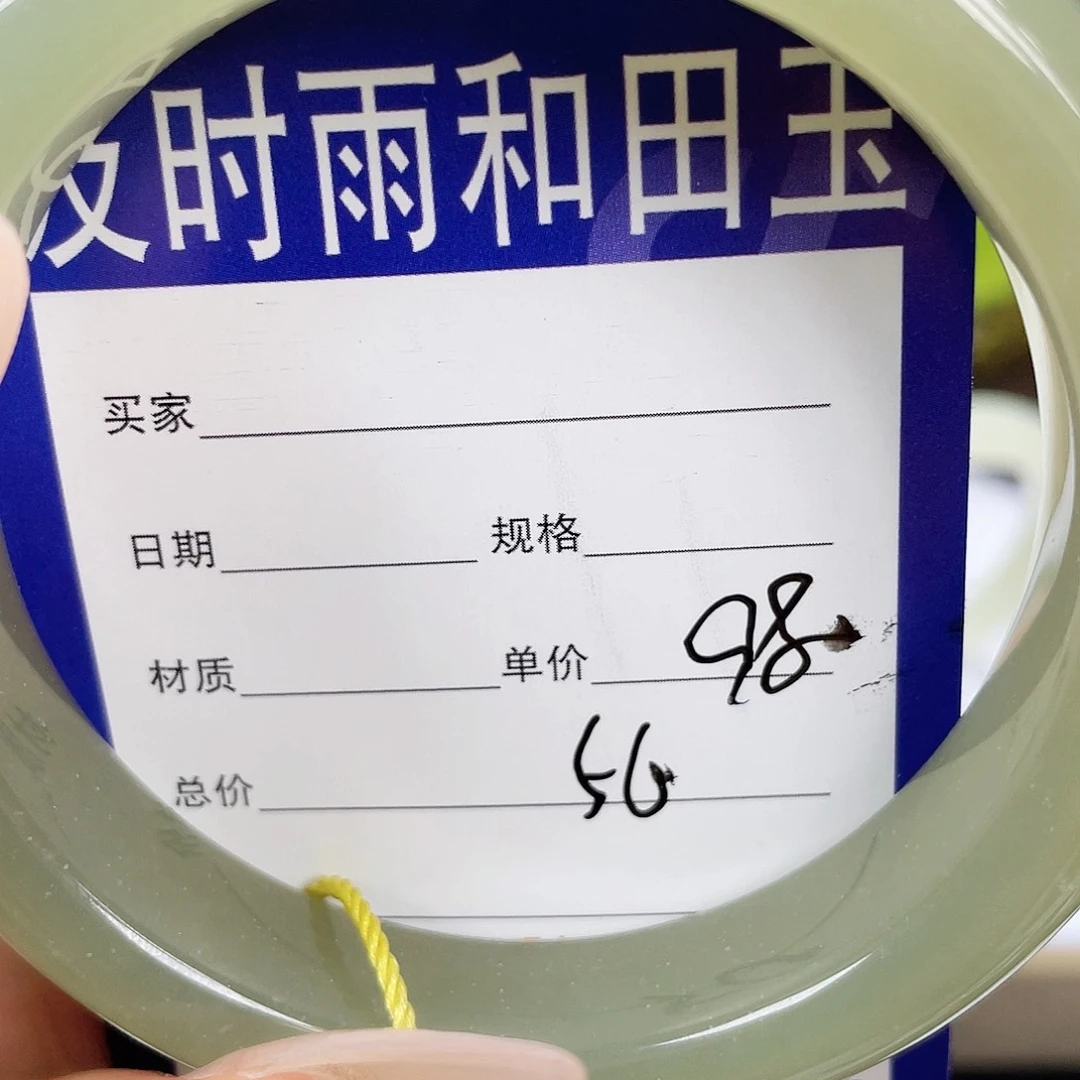 及时雨和田玉
买家
日期 规格
材质 单价 98
总价 56